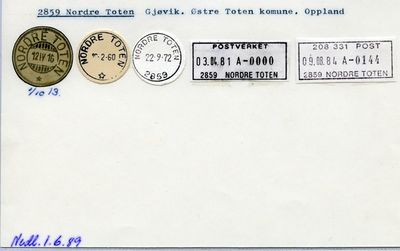 2859 Nordre Toten Gjøvik. Østre Toten komune. Oppland
NORDRE TOTEN
12 IV 16
NORDRE TOTEN
-2-60
NORDRE TOTEN
22-9-72
2859
POSTVERKET
03.04.81 A-0000
2859 NORDRE TOTEN
208 331 POST
09.08.84 A-0144
2859 NORDRE TOTEN
1/10 13.
Nedl. 1.6.89